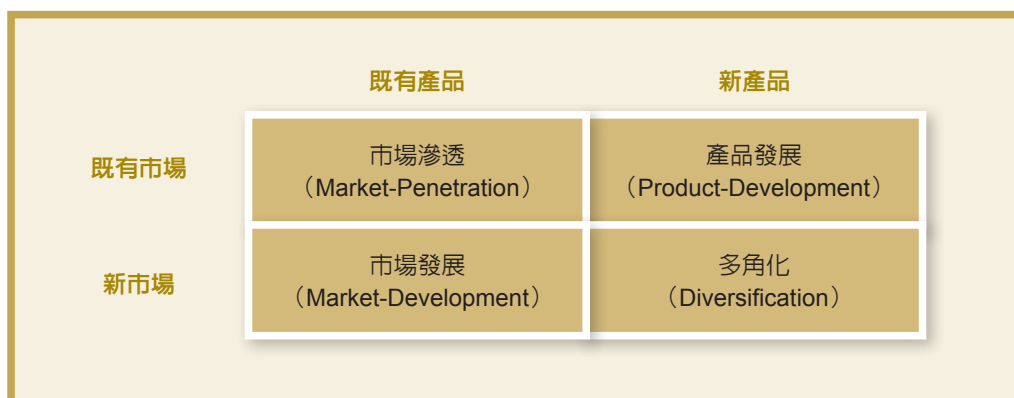 既有產品
新產品
既有市場
市場滲透
（Market-Penetration）
產品發展
（Product-Development）
新市場
市場發展
（Market-Development）
多角化
（Diversification）